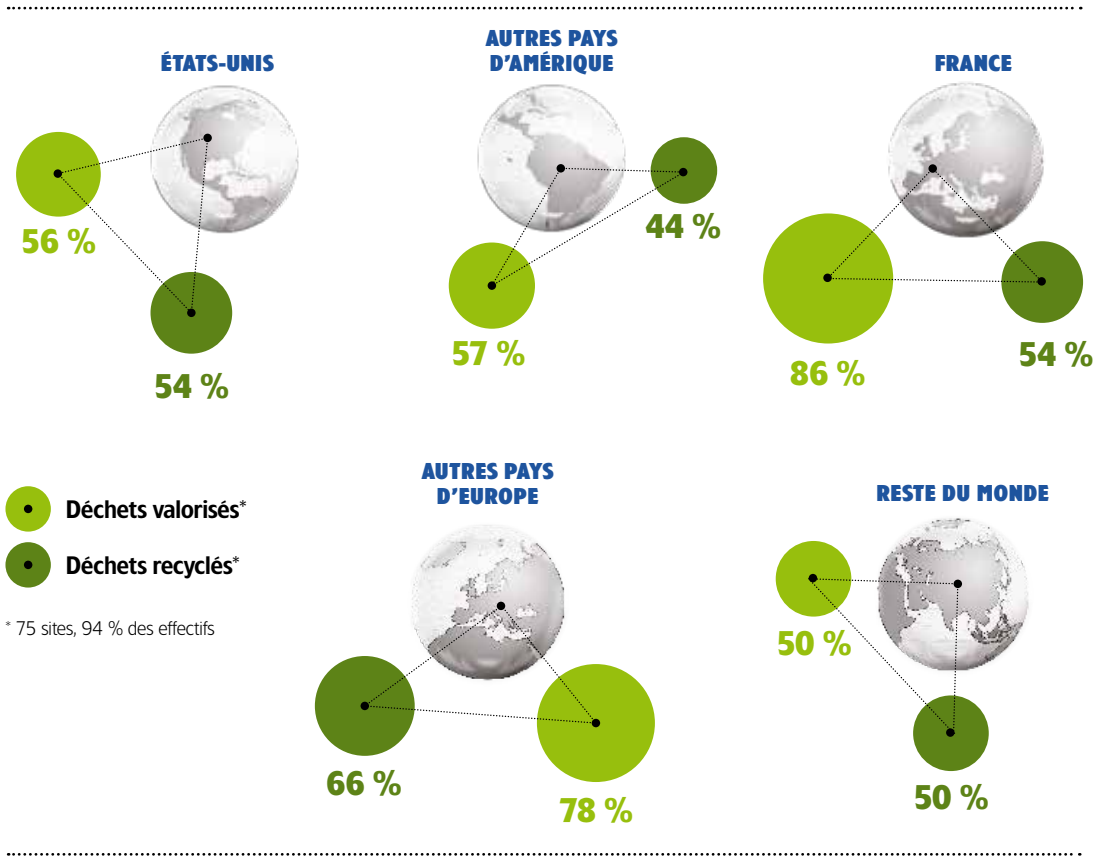 ÉTATS-UNIS
56 %
54 %
AUTRES PAYS
D'AMÉRIQUE
44 %
57 %
FRANCE
86 %
54 %
Déchets valorisés*
Déchets recyclés*
* 75 sites, 94 % des effectifs
AUTRES PAYS
D'EUROPE
66 %
78 %
RESTE DU MONDE
50 %
50 %